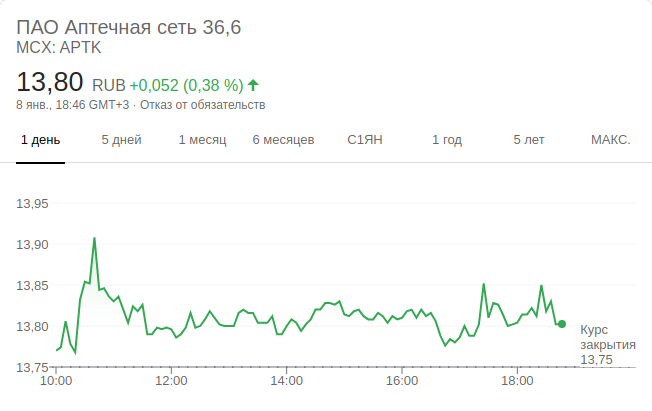 ПАО Аптечная сеть 36,6
MCX: APTK
13,80 RUB +0,052 (0,38 %)
8 янв., 18:46 GMT+3 · Отказ от обязательств
1 день 5 дней 1 месяц 6 месяцев С1ЯН 1 год 5 лет МАКС.
13,95
13,90
13,85
13,80
13,75
Курс
закрытия
13,75
10:00 12:00 14:00 16:00 18:00